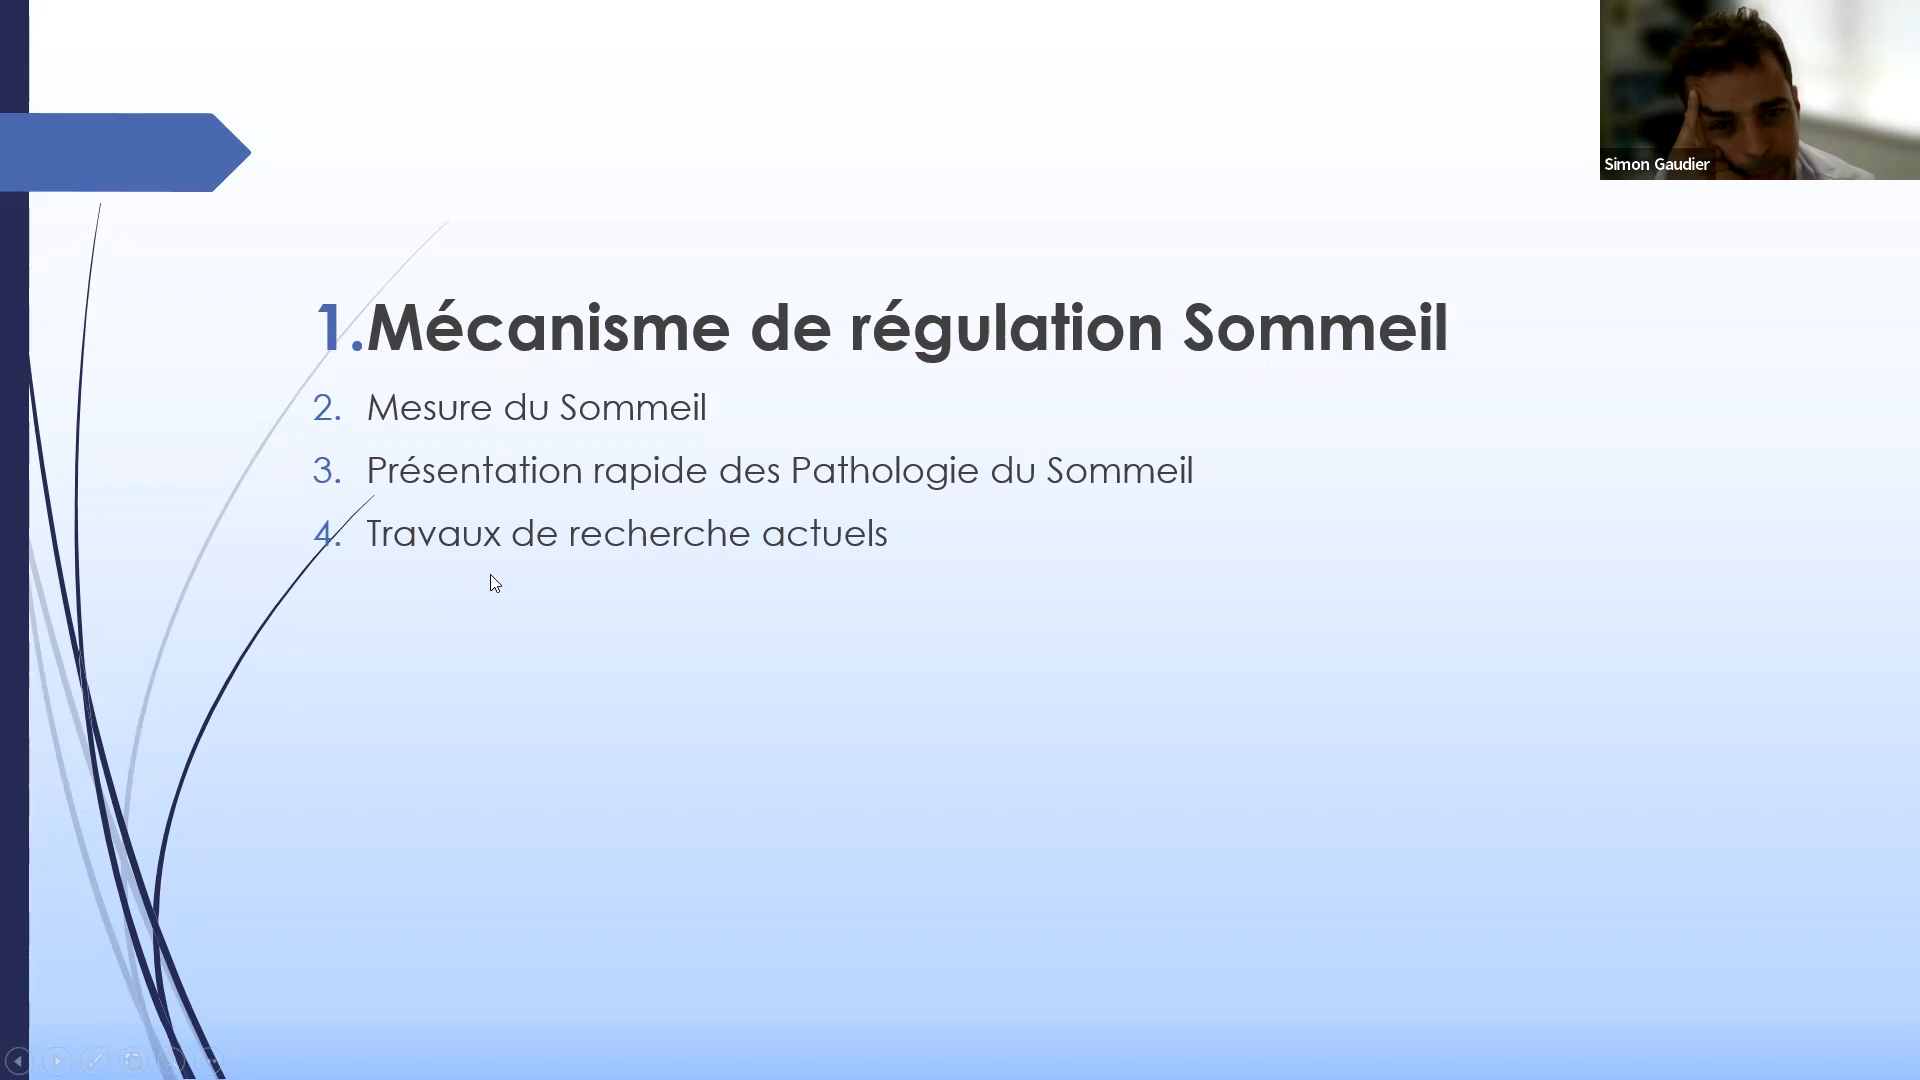 Simon Gaudier
1.Mécanisme de régulation Sommeil
2. Mesure du Sommeil
3. Présentation rapide des Pathologie du Sommeil
4. Travaux de recherche actuels